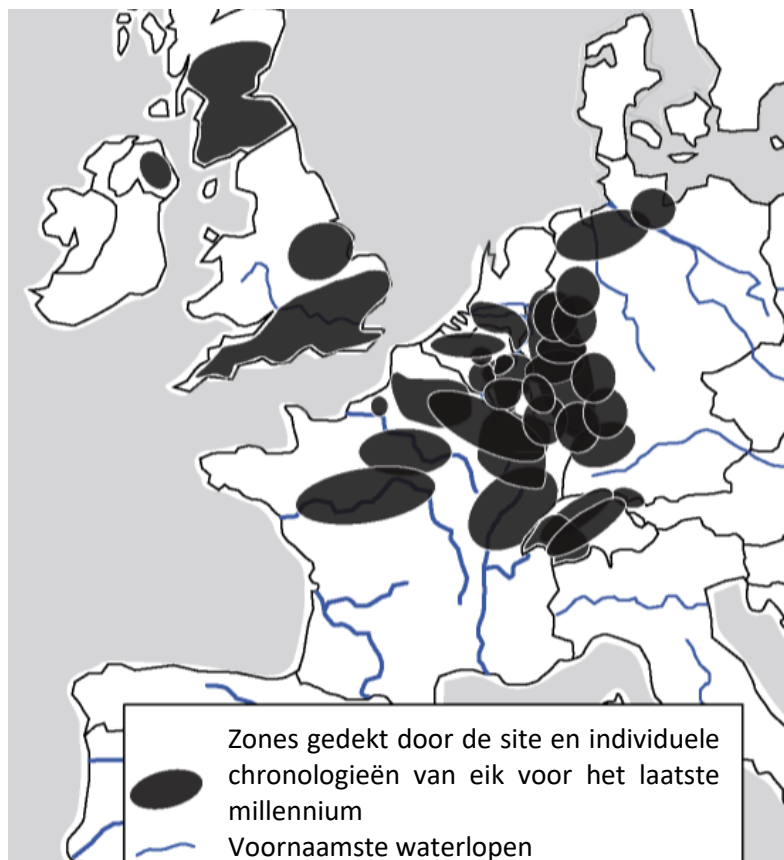 Zones gedekt door de site en individuele
chronologieën van eik voor het laatste
millennium
Voornaamste waterlopen